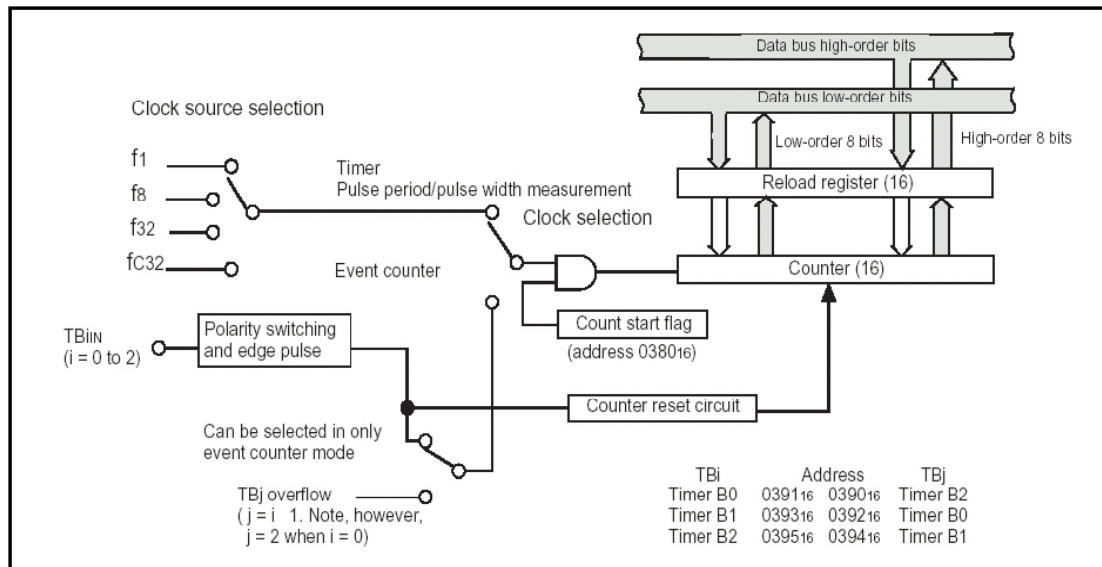 Data bus high-order bits
Data bus low-order bits
Clock source selection
Low-order 8 bits
High-order 8 bits
f1
f8
f32
fC32
Timer
Pulse period/pulse width measurement
Clock selection
Reload register (16)
Counter (16)
Event counter
Count start flag
(address 038016)
TBiIN
(i = 0 to 2)
Polarity switching
and edge pulse
Counter reset circuit
Can be selected in only
event counter mode
TBj overflow
( j = i 1. Note, however,
j = 2 when i = 0)
TBi Address TBj
Timer B0 039116 039016 Timer B2
Timer B1 039316 039216 Timer B0
Timer B2 039516 039416 Timer B1